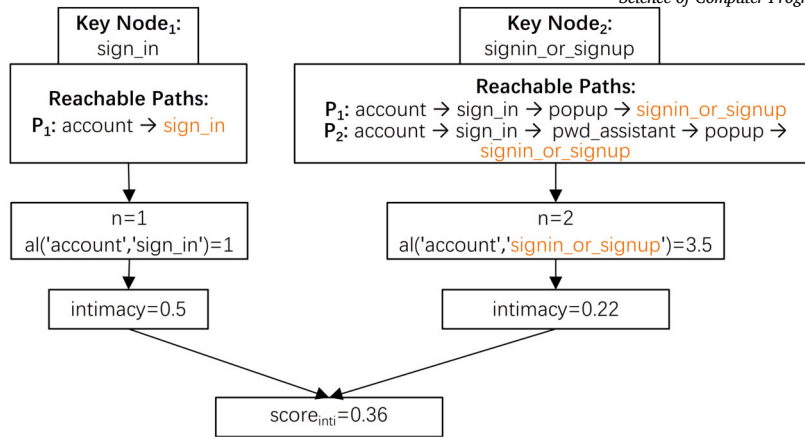 Science of Computer Progr
Key Node₁:
sign_in
Reachable Paths:
P₁: account → sign_in
n=1
al('account','sign_in')=1
intimacy=0.5
Key Node₂:
signin_or_signup
Reachable Paths:
P₁: account → sign_in → popup → signin_or_signup
P₂: account → sign_in → pwd_assistant → popup →
signin_or_signup
n=2
al('account','signin_or_signup')=3.5
intimacy=0.22
score_inti=0.36